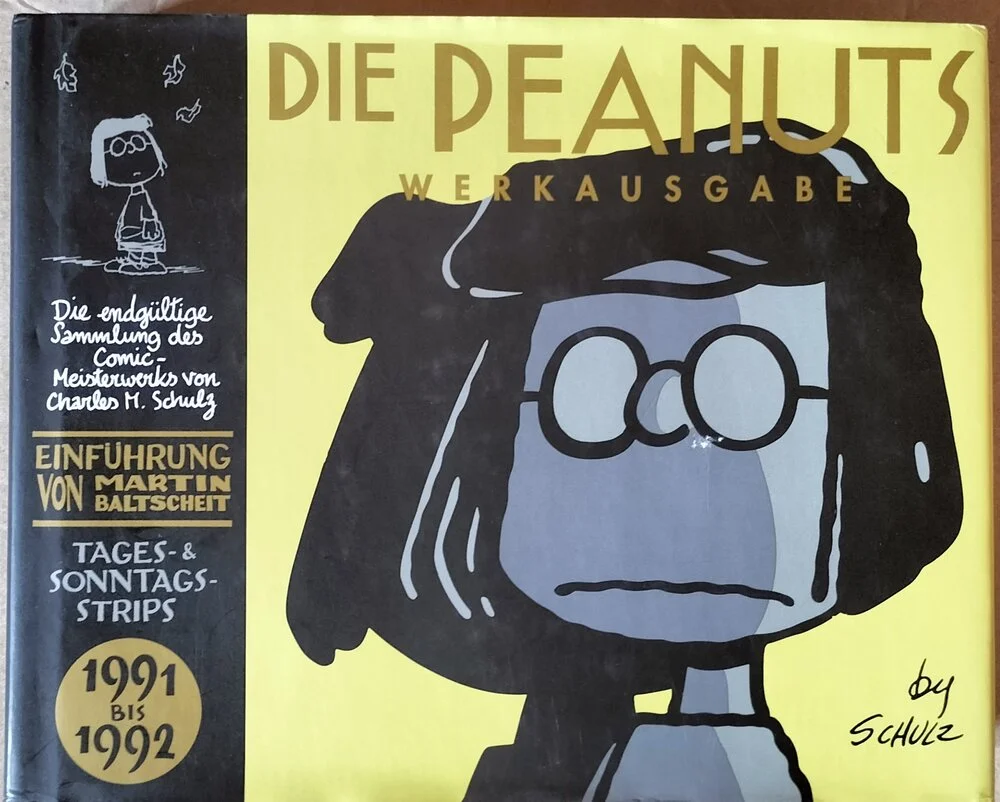 DIE PEANUTS
WERKAUSGABE
Die endgültige
Sammlung des
Comic-
Meisterwerks von
Charles M. Schulz
EINFÜHRUNG
VON MARTIN
BALTSCHEIT
TAGES- &
SONNTAGS-
STRIPS
1991
BIS
1992
by
SCHULZ